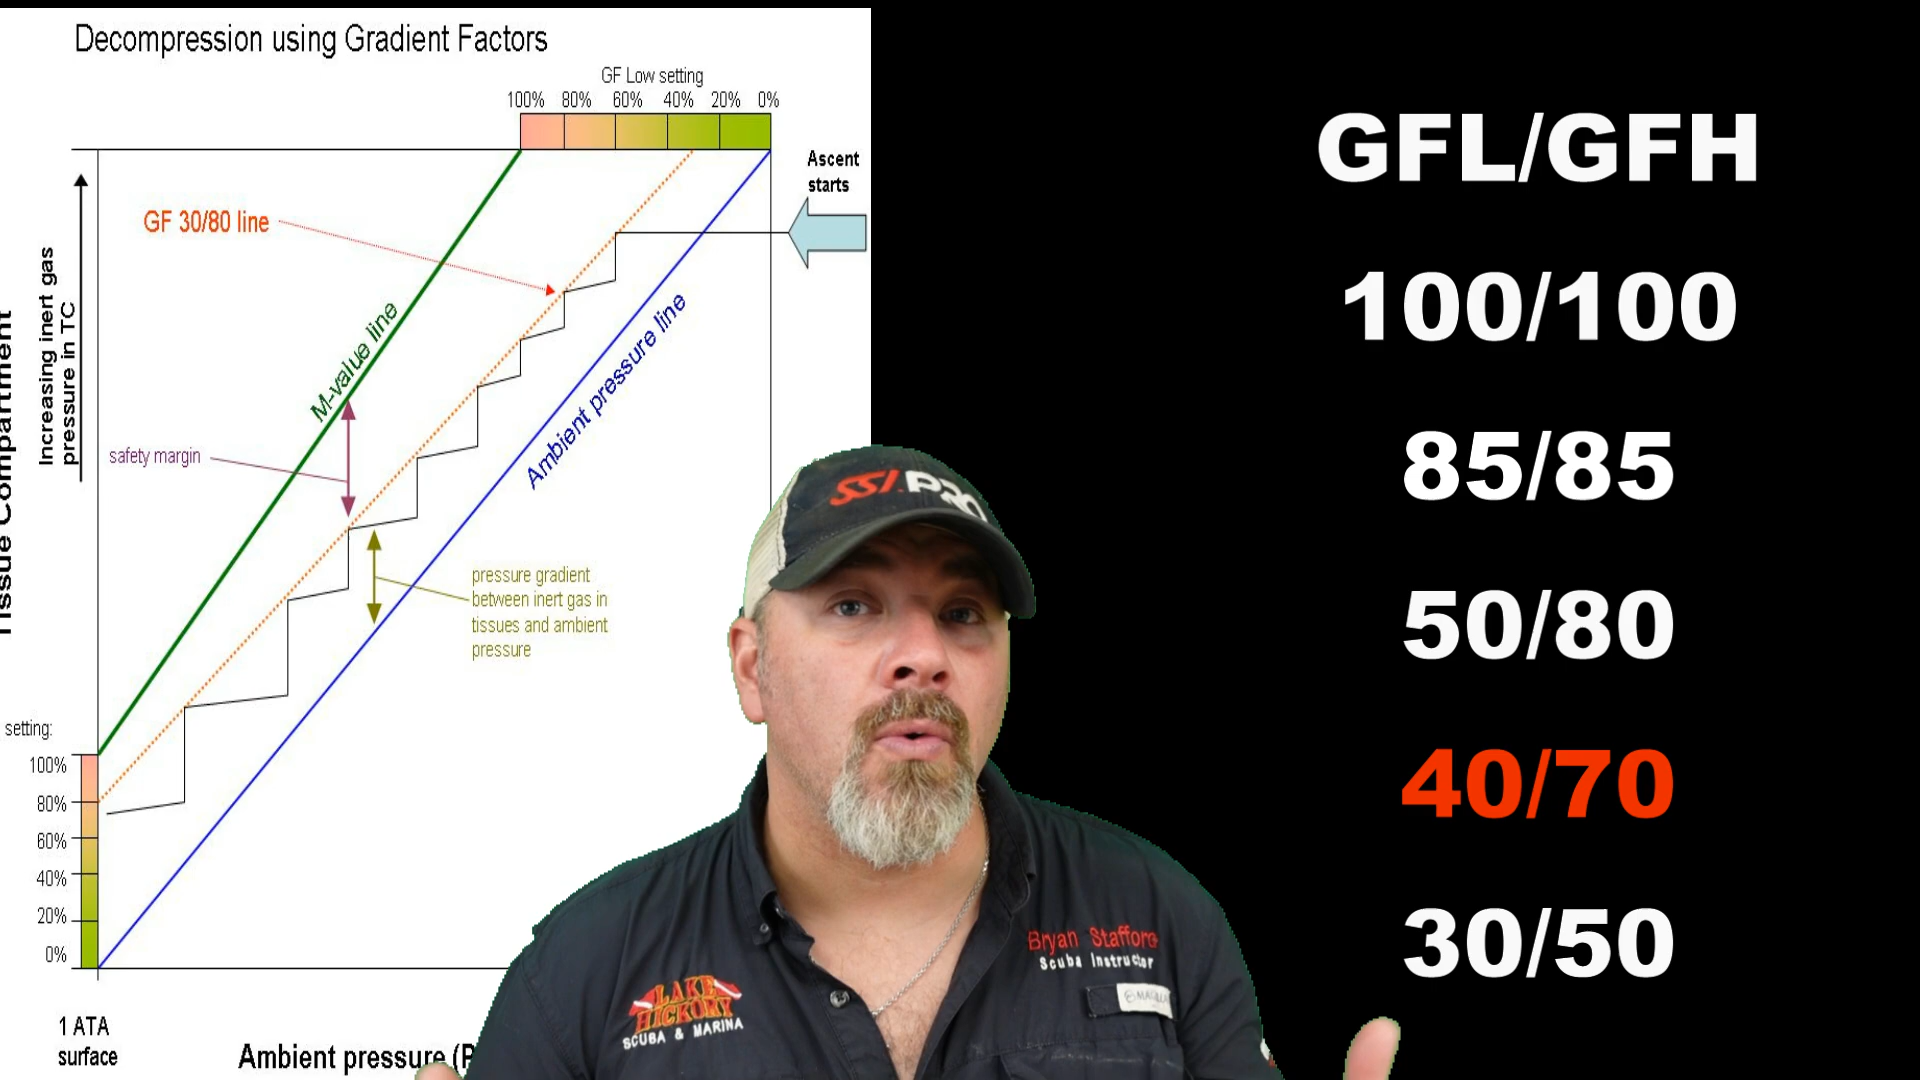 Decompression using Gradient Factors
GF Low setting
100% 80% 60% 40% 20% 0%
Ascent
starts
GF 30/80 line
Increasing inert gas
pressure in TC
M-value line
Ambient pressure line
safety margin
pressure gradient
between inert gas in
tissues and ambient
pressure
setting:
100%
80%
60%
40%
20%
0%
1 ATA
surface
Ambient pressure
GFL/GFH
100/100
85/85
50/80
40/70
30/50
SSI PRO
Bryan Stafford
Scuba Instructor
LAKE
HICKORY
SCUBA & MARINA